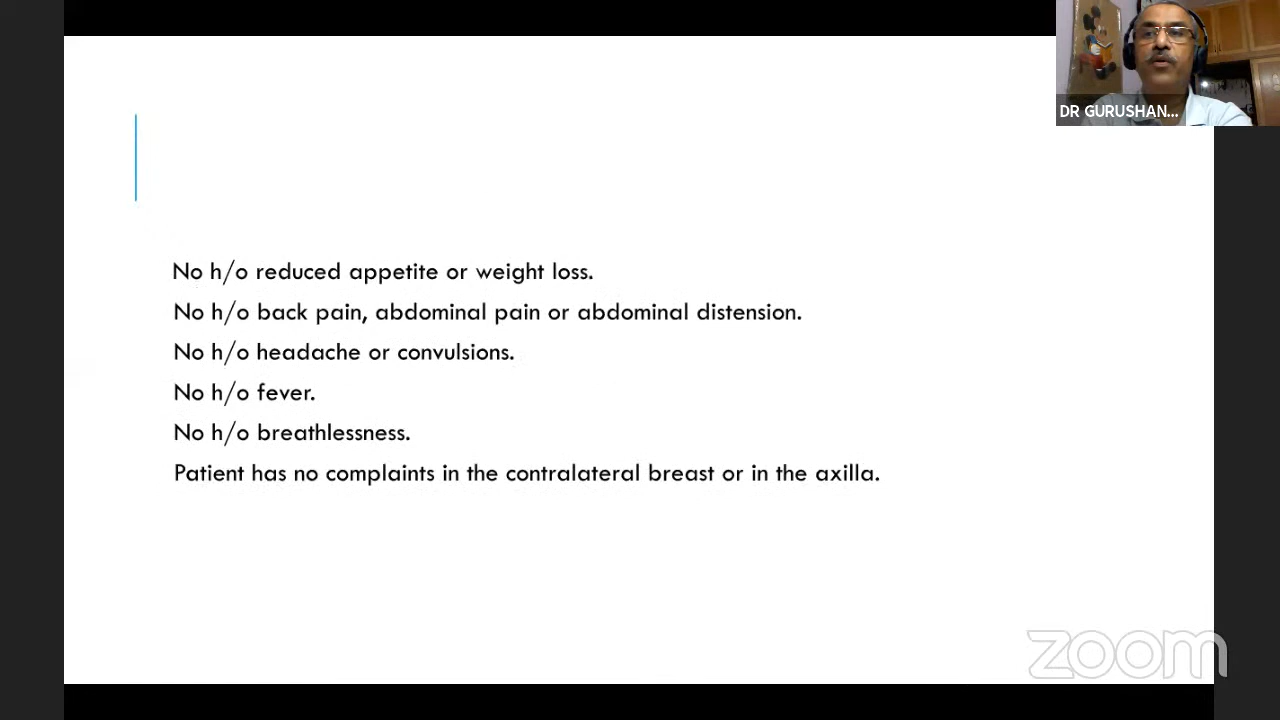 DR GURUSHAN...
No h/o reduced appetite or weight loss.
No h/o back pain, abdominal pain or abdominal distension.
No h/o headache or convulsions.
No h/o fever.
No h/o breathlessness.
Patient has no complaints in the contralateral breast or in the axilla.
zoom